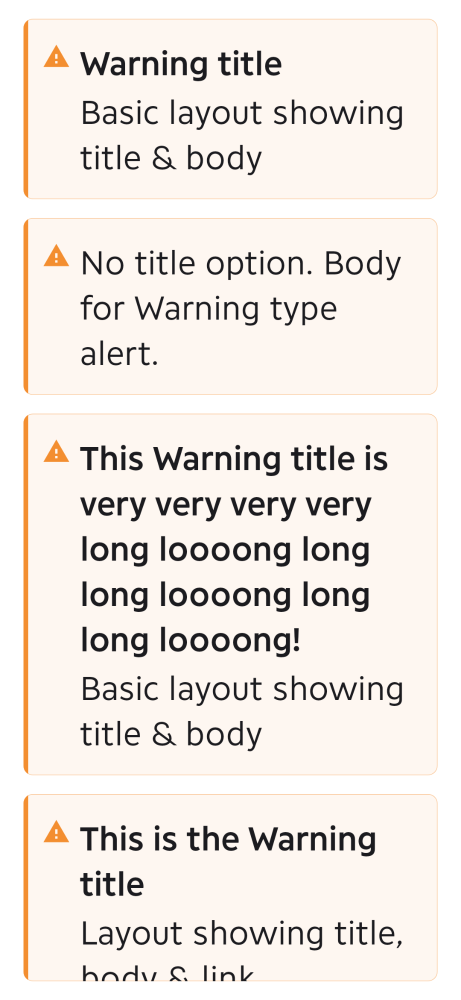 Warning title
Basic layout showing
title & body
No title option. Body
for Warning type
alert.
This Warning title is
very very very very
long loooong long
long loooong long
long loooong!
Basic layout showing
title & body
This is the Warning
title
Layout showing title,
body & link